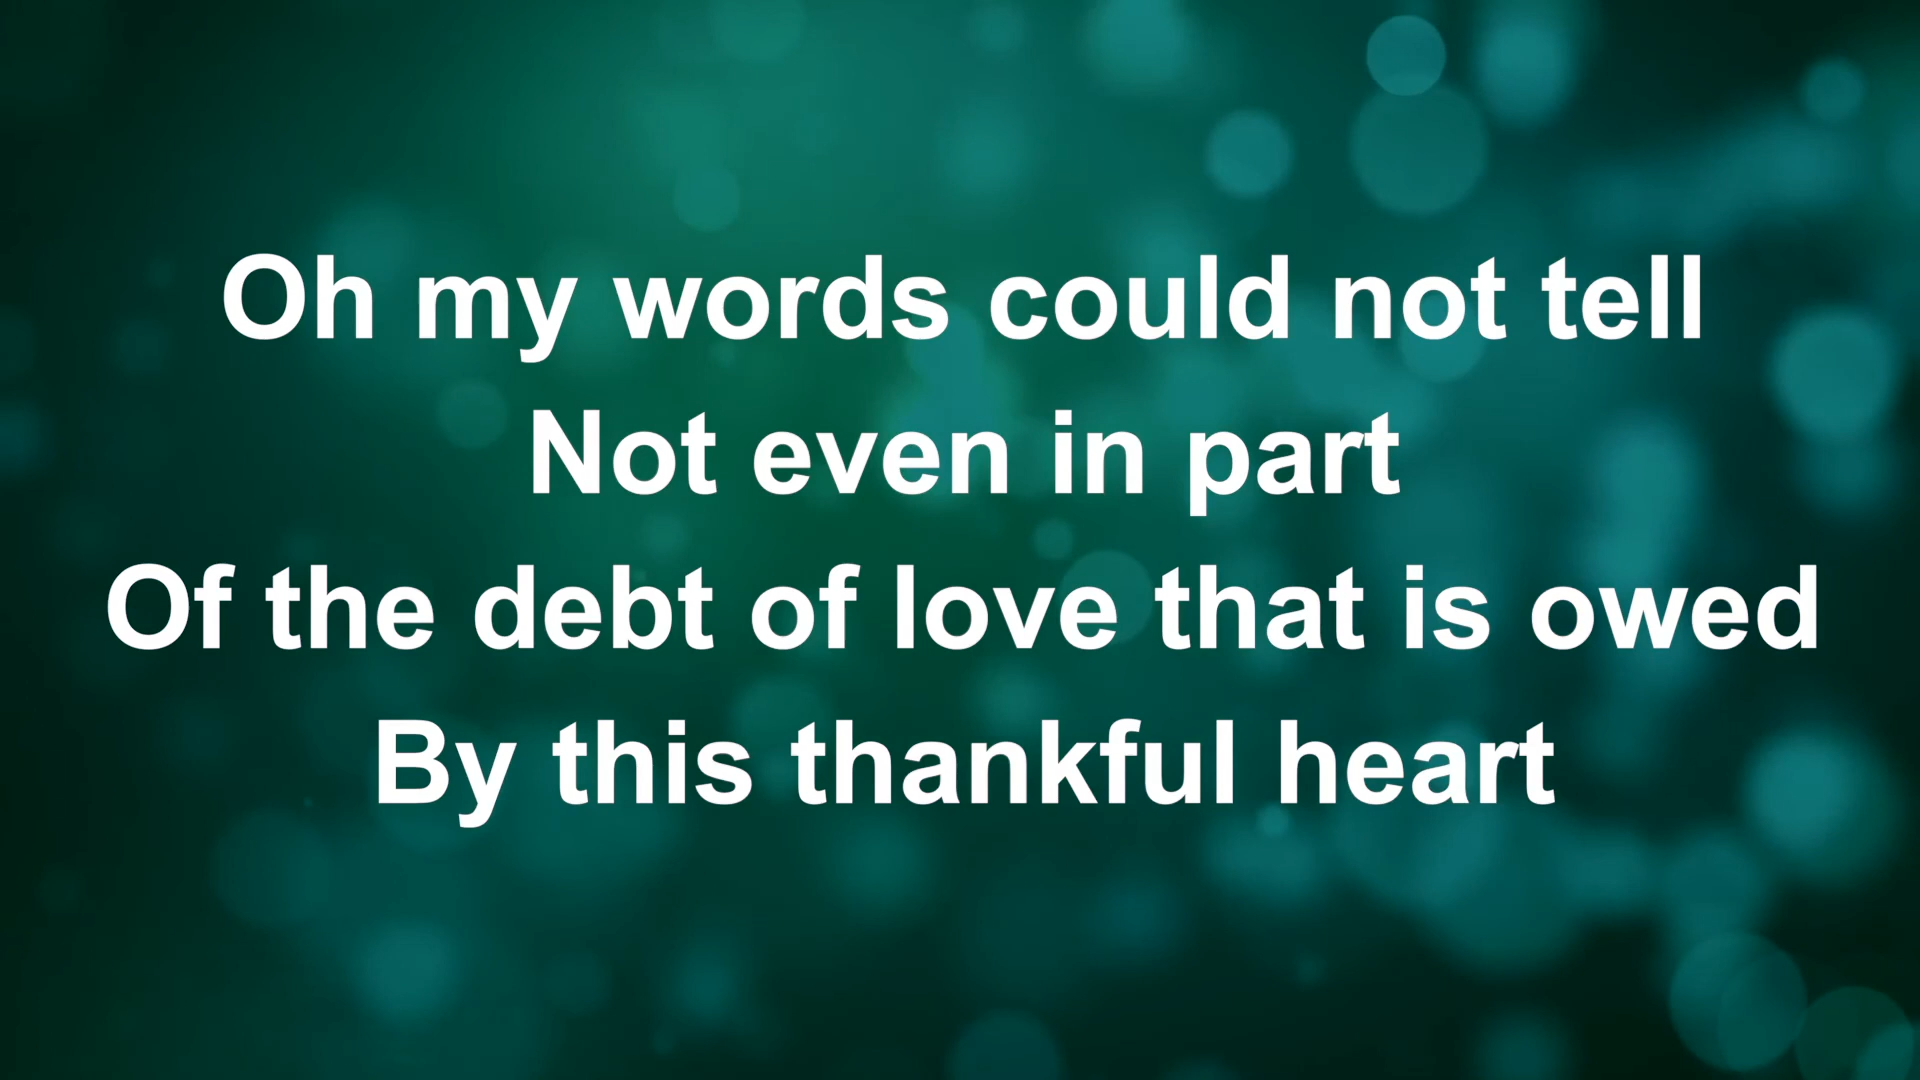 Oh my words could not tell
Not even in part
Of the debt of love that is owed
By this thankful heart